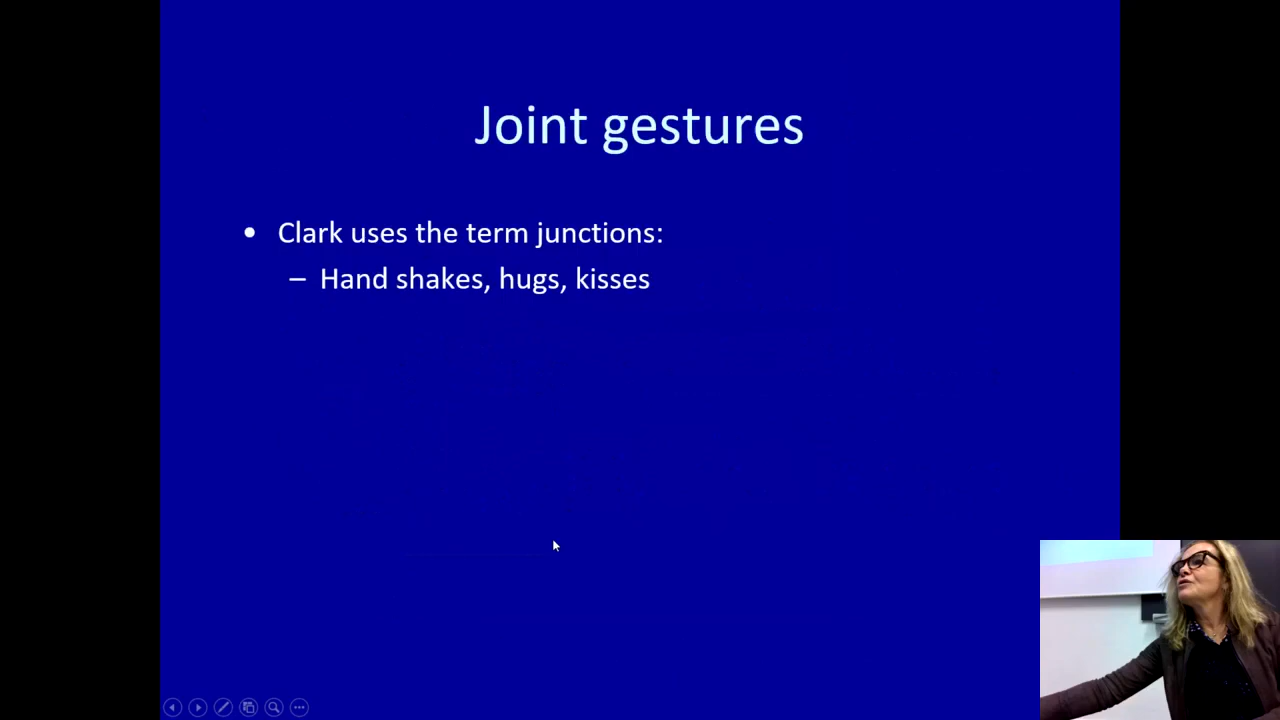 Joint gestures
• Clark uses the term junctions:
– Hand shakes, hugs, kisses